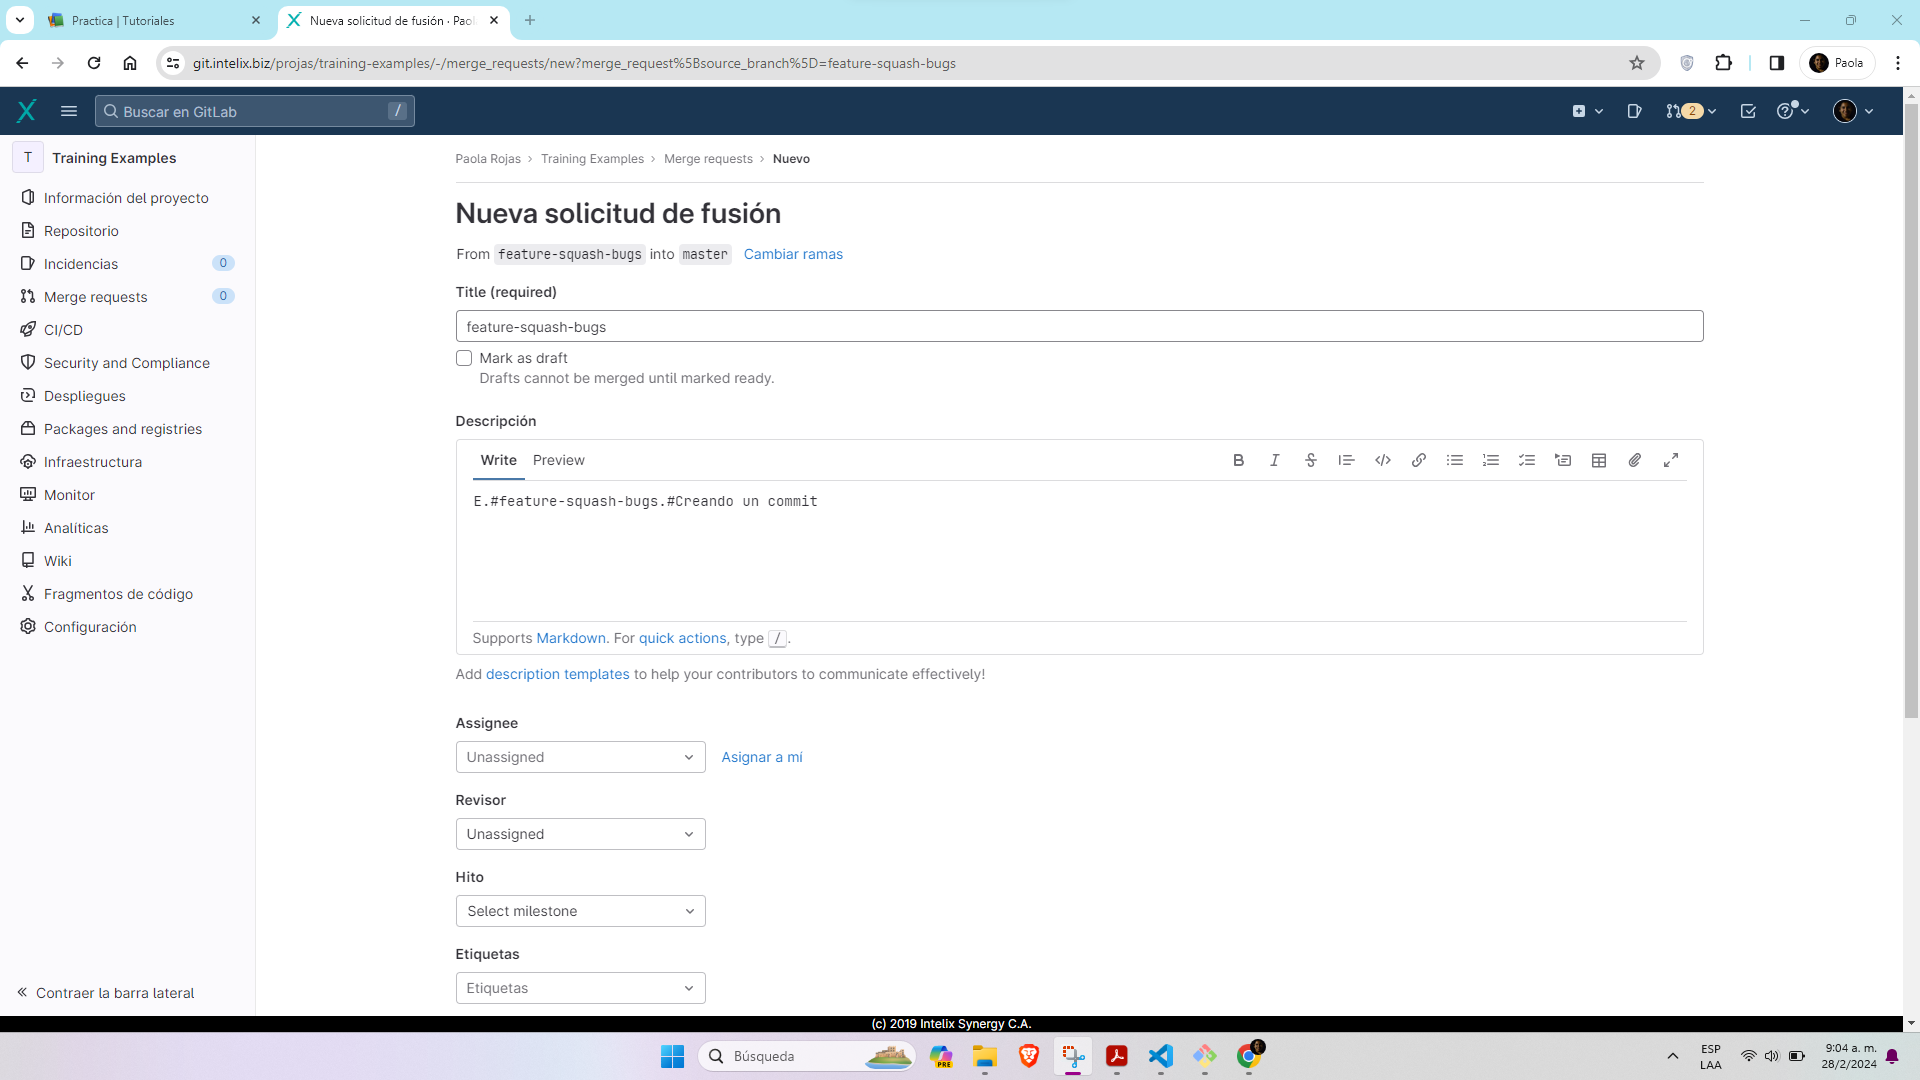 Practica | Tutoriales
Nueva solicitud de fusión · Paol
git.intelix.biz/projas/training-examples/-/merge_requests/new?merge_request%5Bsource_branch%5D=feature-squash-bugs
Paola
Buscar en GitLab /
2
T Training Examples
Información del proyecto
Repositorio
Incidencias 0
Merge requests 0
CI/CD
Security and Compliance
Despliegues
Packages and registries
Infraestructura
Monitor
Analíticas
Wiki
Fragmentos de código
Configuración
Contraer la barra lateral
Paola Rojas › Training Examples › Merge requests › Nuevo
Nueva solicitud de fusión
From feature-squash-bugs into master Cambiar ramas
Title (required)
feature-squash-bugs
Mark as draft
Drafts cannot be merged until marked ready.
Descripción
Write Preview
E.#feature-squash-bugs.#Creando un commit
Supports Markdown. For quick actions, type /.
Add description templates to help your contributors to communicate effectively!
Assignee
Unassigned Asignar a mí
Revisor
Unassigned
Hito
Select milestone
Etiquetas
Etiquetas
(c) 2019 Intelix Synergy C.A.
Búsqueda
PRE
ESP
LAA
9:04 a. m.
28/2/2024